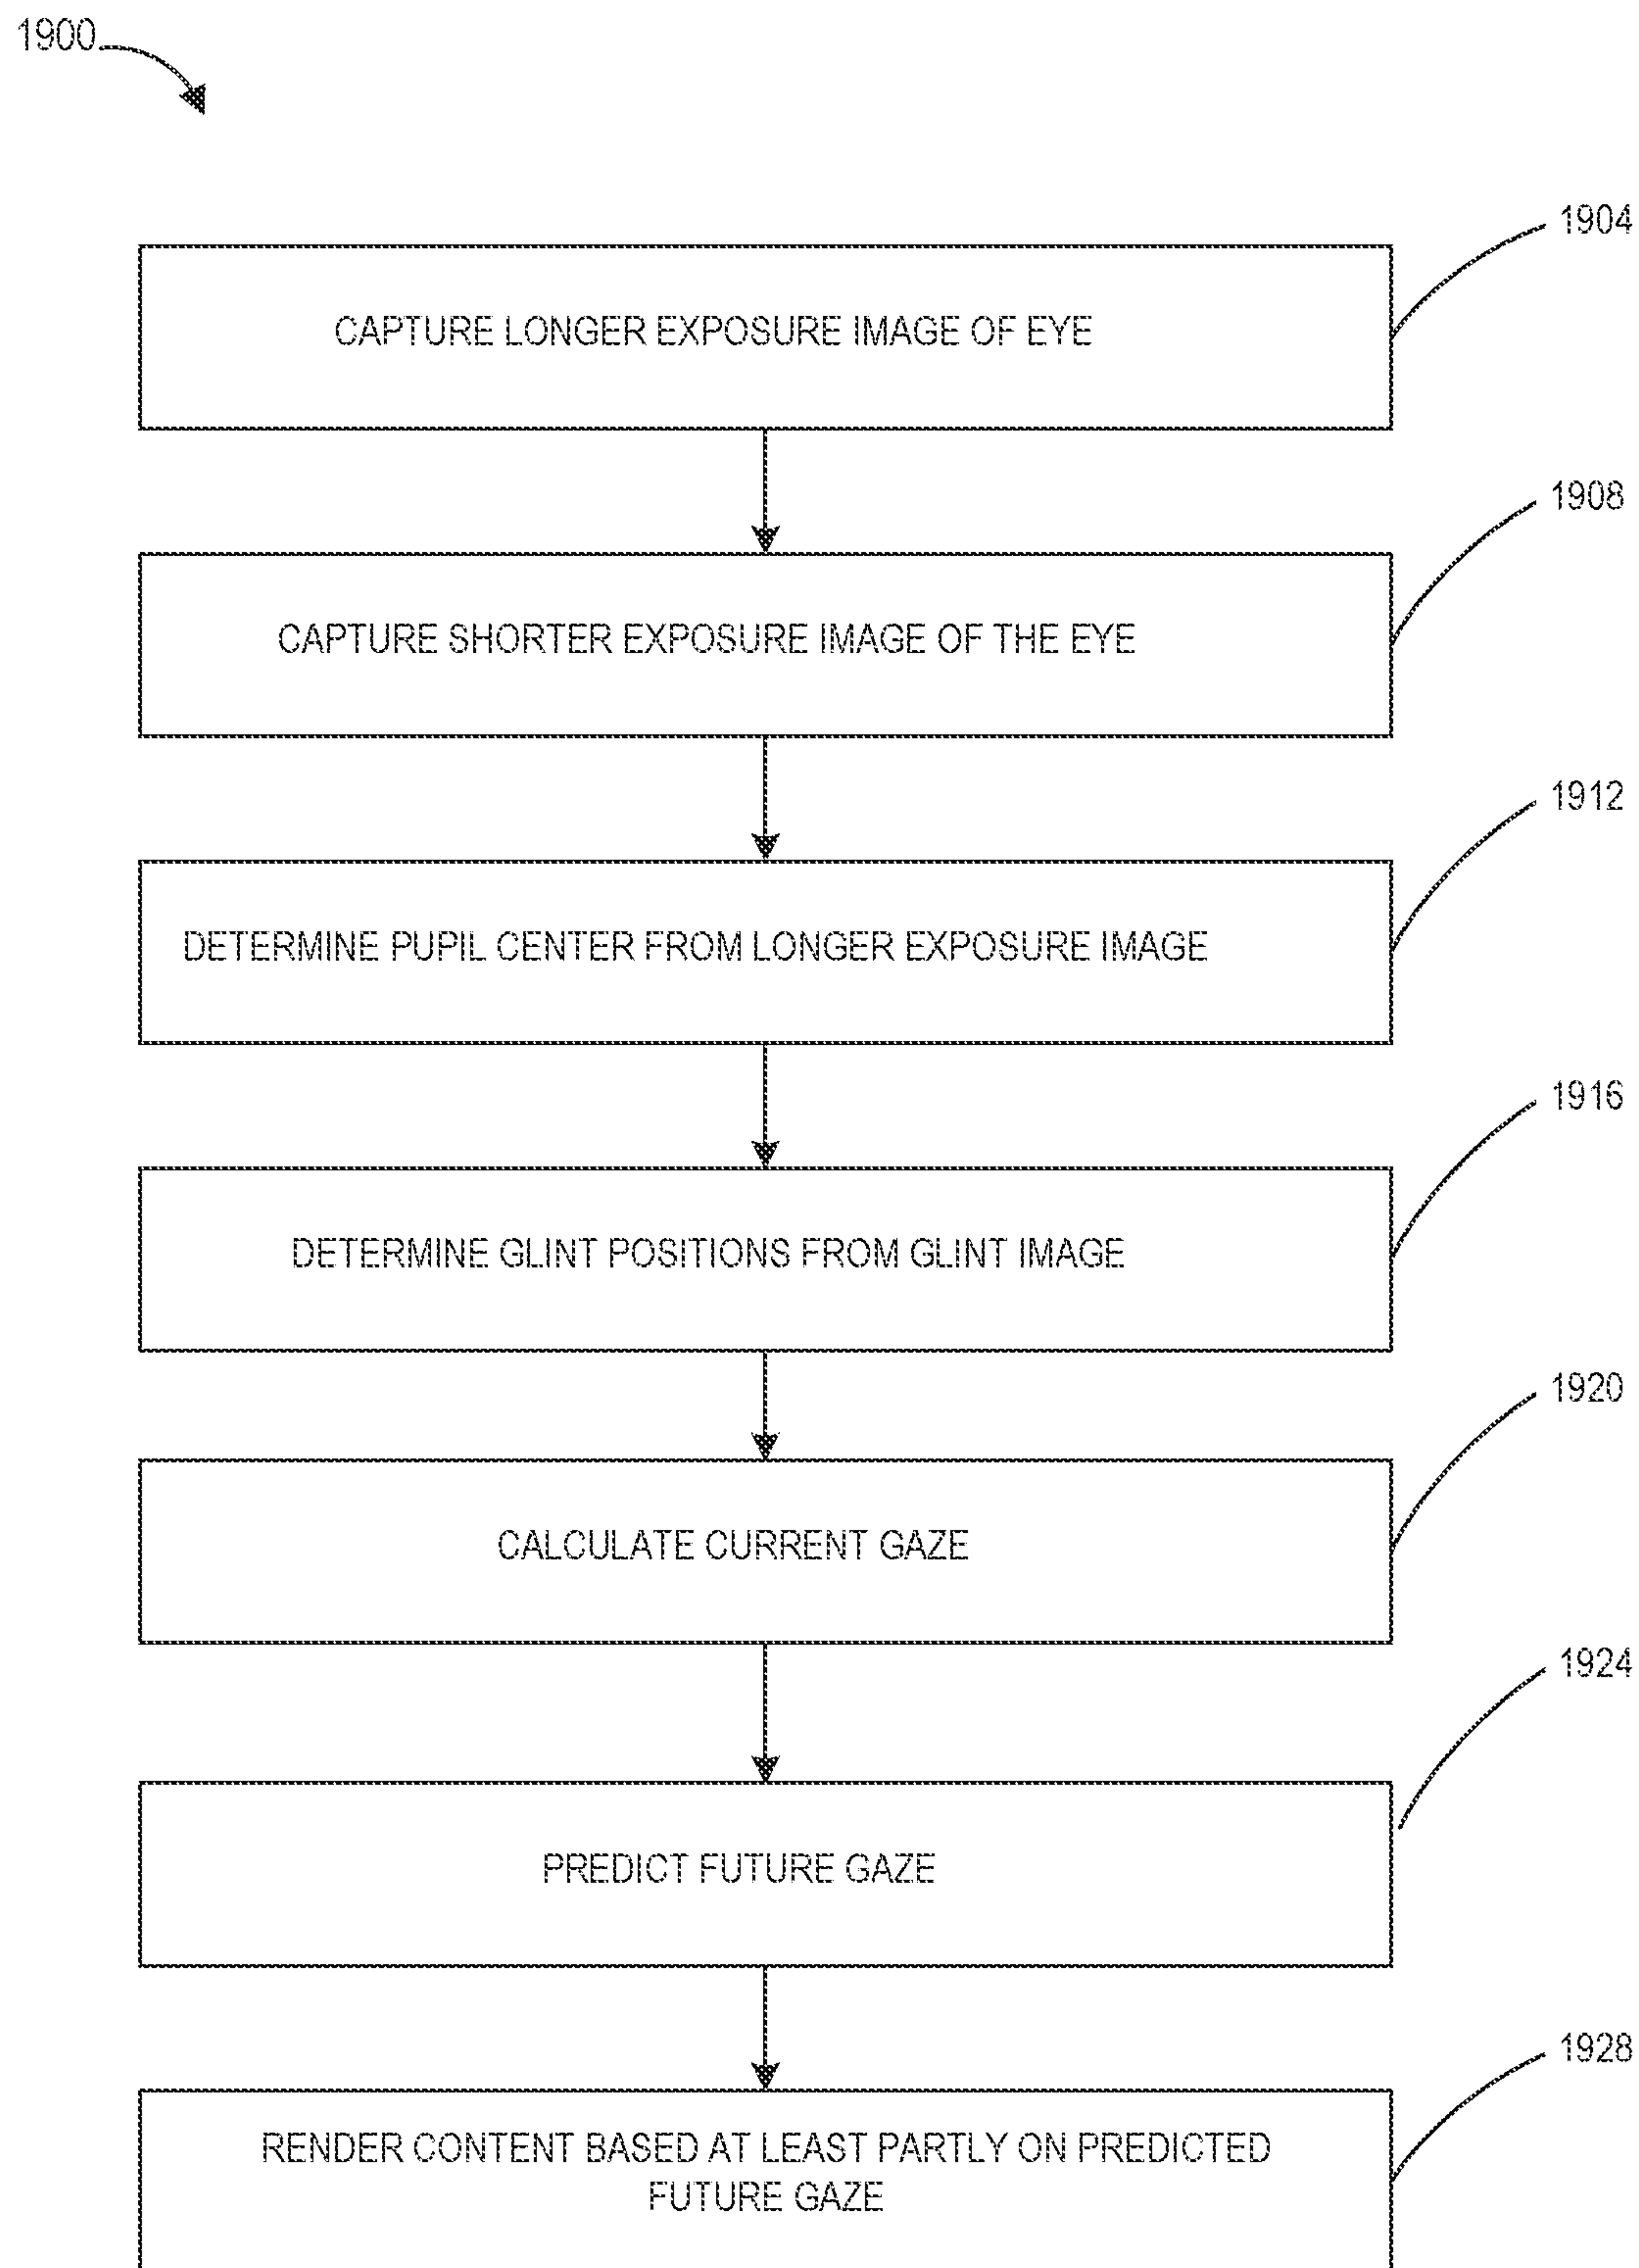 1900
1904
CAPTURE LONGER EXPOSURE IMAGE OF EYE
1908
CAPTURE SHORTER EXPOSURE IMAGE OF THE EYE
1912
DETERMINE PUPIL CENTER FROM LONGER EXPOSURE IMAGE
1916
DETERMINE GLINT POSITIONS FROM GLINT IMAGE
1920
CALCULATE CURRENT GAZE
1924
PREDICT FUTURE GAZE
1928
RENDER CONTENT BASED AT LEAST PARTLY ON PREDICTED
FUTURE GAZE